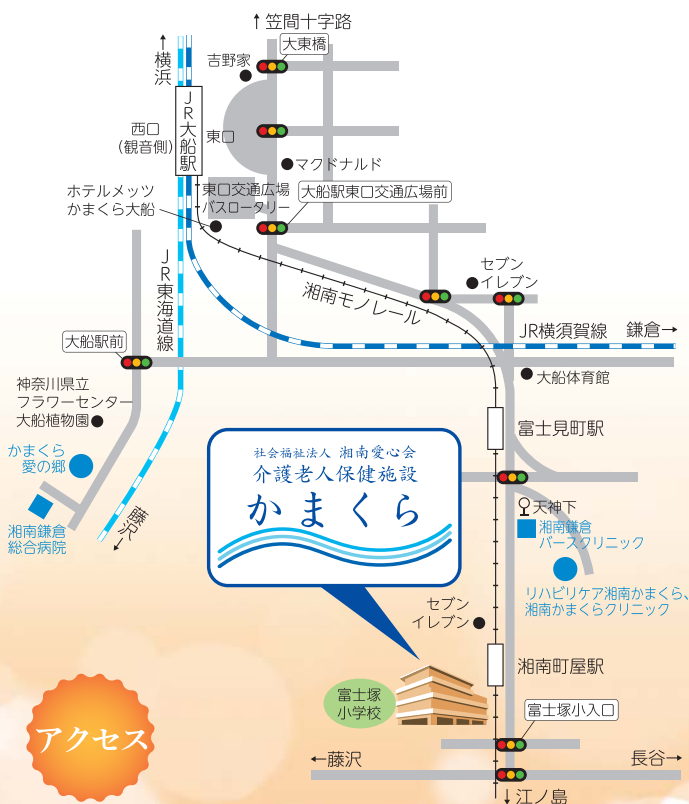 ↑笠間十字路
大東橋
吉野家
↑横浜
JR大船駅
西口
(観音側)
東口
マクドナルド
ホテルメッツ
かまくら大船
東口交通広場
バスロータリー
大船駅東口交通広場前
セブン
イレブン
湘南モノレール
JR東海道線
JR横須賀線
鎌倉→
大船駅前
大船体育館
神奈川県立
フラワーセンター
大船植物園
富士見町駅
かまくら
愛の郷
社会福祉法人 湘南愛心会
介護老人保健施設
かまくら
天神下
湘南鎌倉
バースクリニック
湘南鎌倉
総合病院
藤沢→
リハビリケア湘南かまくら、
湘南かまくらクリニック
セブン
イレブン
湘南町屋駅
富士塚
小学校
富士塚小入口
アクセス
←藤沢
長谷→
↓江ノ島